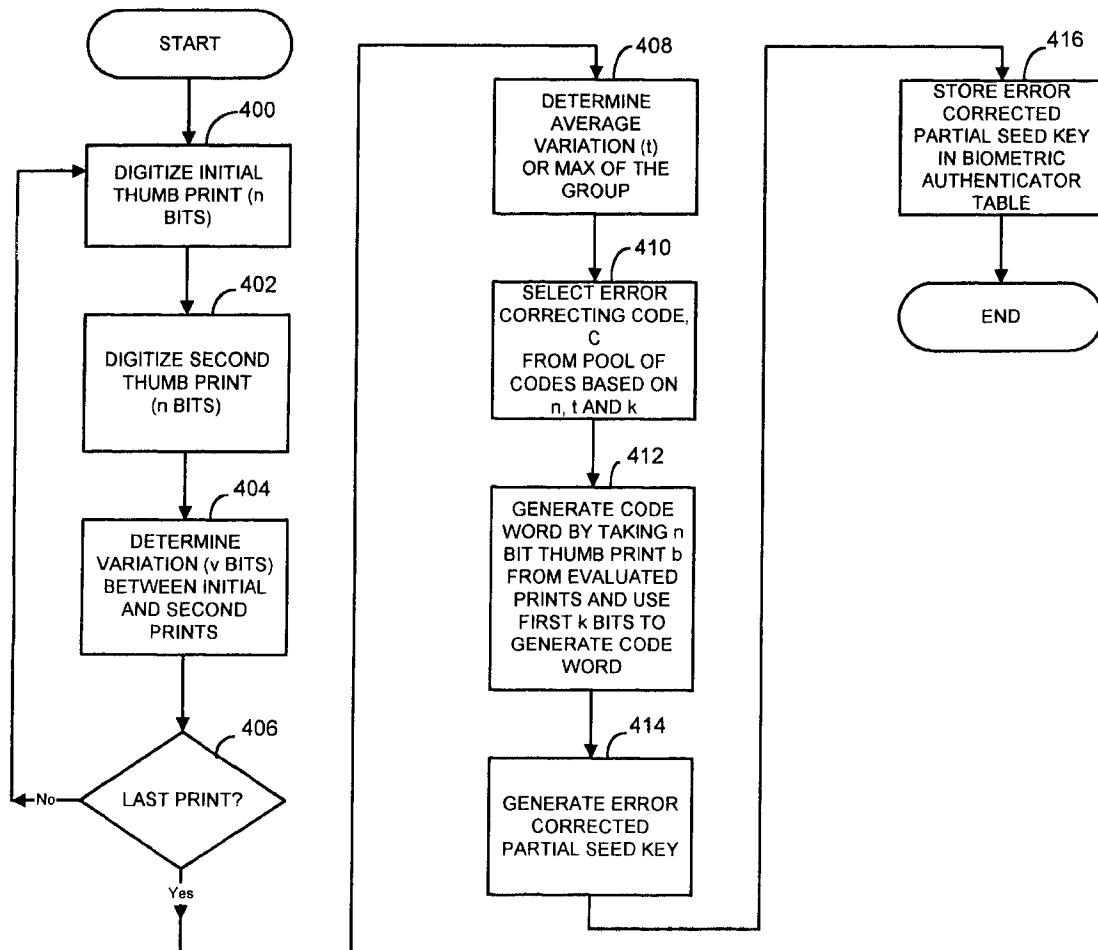 START
400
DIGITIZE INITIAL
THUMB PRINT (n
BITS)
402
DIGITIZE SECOND
THUMB PRINT
(n BITS)
404
DETERMINE
VARIATION (v BITS)
BETWEEN INITIAL
AND SECOND
PRINTS
406
LAST PRINT?
No
Yes
408
DETERMINE
AVERAGE
VARIATION (t)
OR MAX OF THE
GROUP
410
SELECT ERROR
CORRECTING CODE,
C
FROM POOL OF
CODES BASED ON
n, t AND k
412
GENERATE CODE
WORD BY TAKING n
BIT THUMB PRINT b
FROM EVALUATED
PRINTS AND USE
FIRST k BITS TO
GENERATE CODE
WORD
414
GENERATE ERROR
CORRECTED
PARTIAL SEED KEY
416
STORE ERROR
CORRECTED
PARTIAL SEED KEY
IN BIOMETRIC
AUTHENTICATOR
TABLE
END